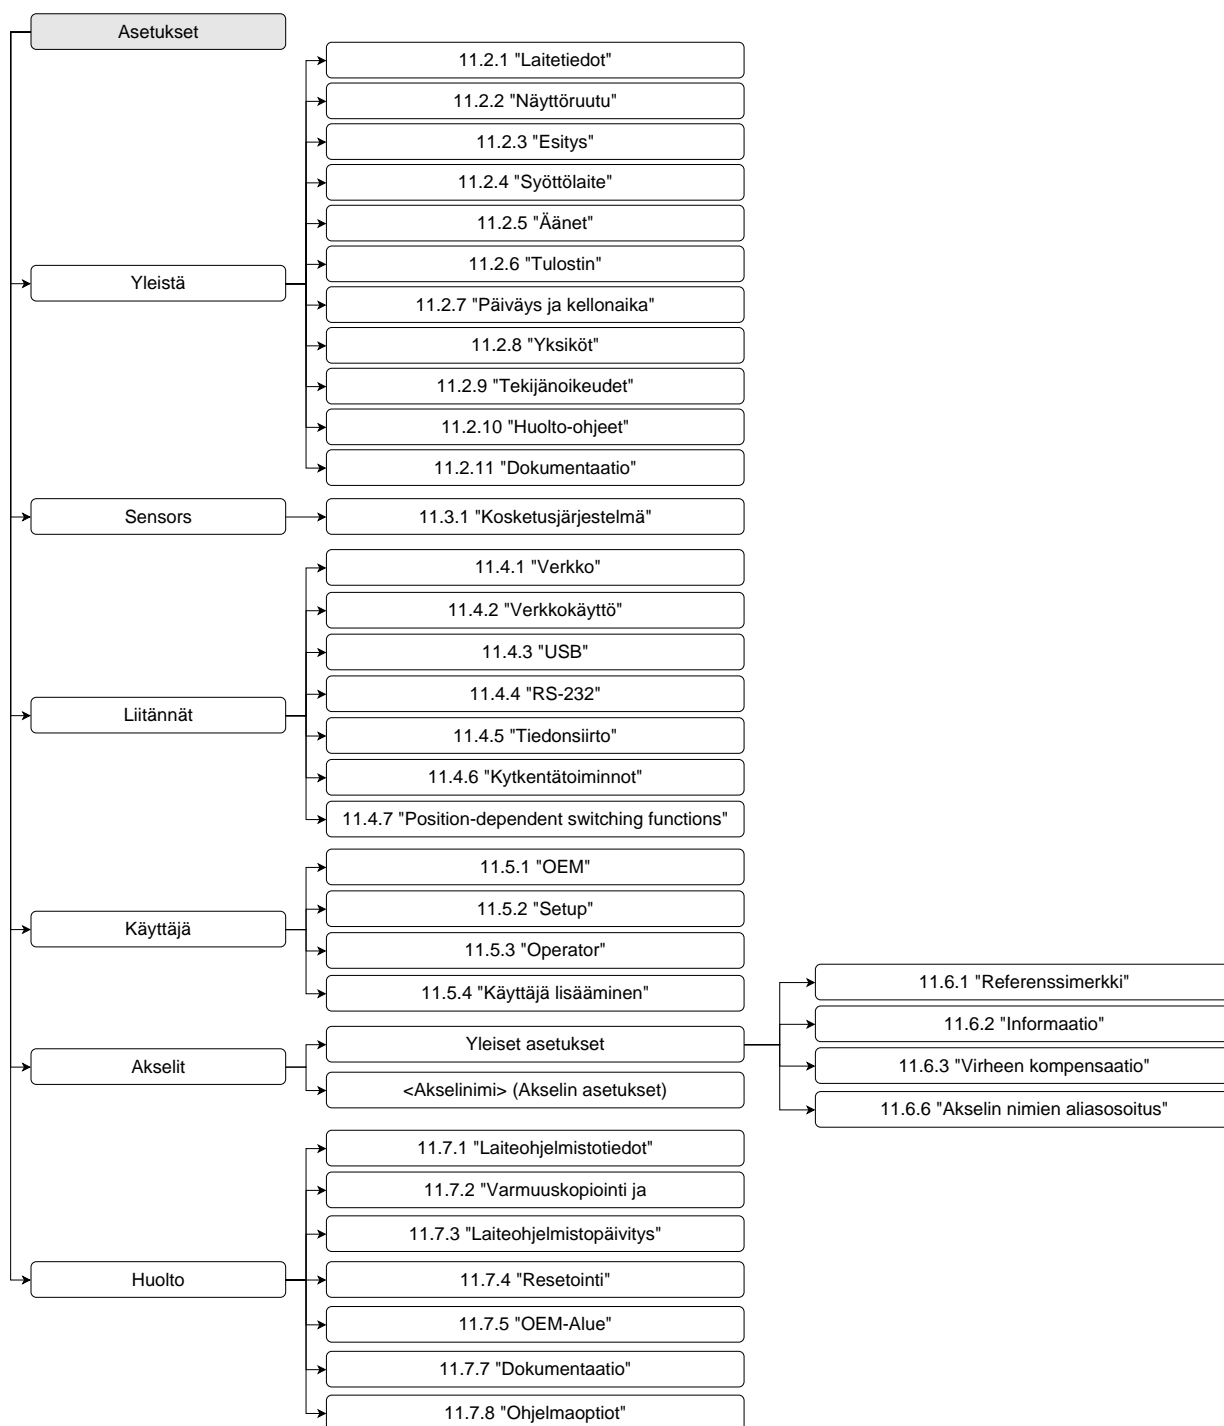 Asetukset
Yleistä
11.2.1 "Laitetiedot"
11.2.2 "Näyttöruutu"
11.2.3 "Esitys"
11.2.4 "Syöttölaite"
11.2.5 "Äänet"
11.2.6 "Tulostin"
11.2.7 "Päiväys ja kellonaika"
11.2.8 "Yksiköt"
11.2.9 "Tekijänoikeudet"
11.2.10 "Huolto-ohjeet"
11.2.11 "Dokumentaatio"
Sensors
11.3.1 "Kosketusjärjestelmä"
Liitännät
11.4.1 "Verkko"
11.4.2 "Verkkokäyttö"
11.4.3 "USB"
11.4.4 "RS-232"
11.4.5 "Tiedonsiirto"
11.4.6 "Kytkentätoiminnot"
11.4.7 "Position-dependent switching functions"
Käyttäjä
11.5.1 "OEM"
11.5.2 "Setup"
11.5.3 "Operator"
11.5.4 "Käyttäjä lisääminen"
Akselit
Yleiset asetukset
11.6.1 "Referenssimerkki"
11.6.2 "Informaatio"
11.6.3 "Virheen kompensaatio"
11.6.6 "Akselin nimien aliasosoitus"
<Akselinimi> (Akselin asetukset)
Huolto
11.7.1 "Laiteohjelmistotiedot"
11.7.2 "Varmuuskopiointi ja
11.7.3 "Laiteohjelmistopäivitys"
11.7.4 "Resetointi"
11.7.5 "OEM-Alue"
11.7.7 "Dokumentaatio"
11.7.8 "Ohjelmaoptiot"